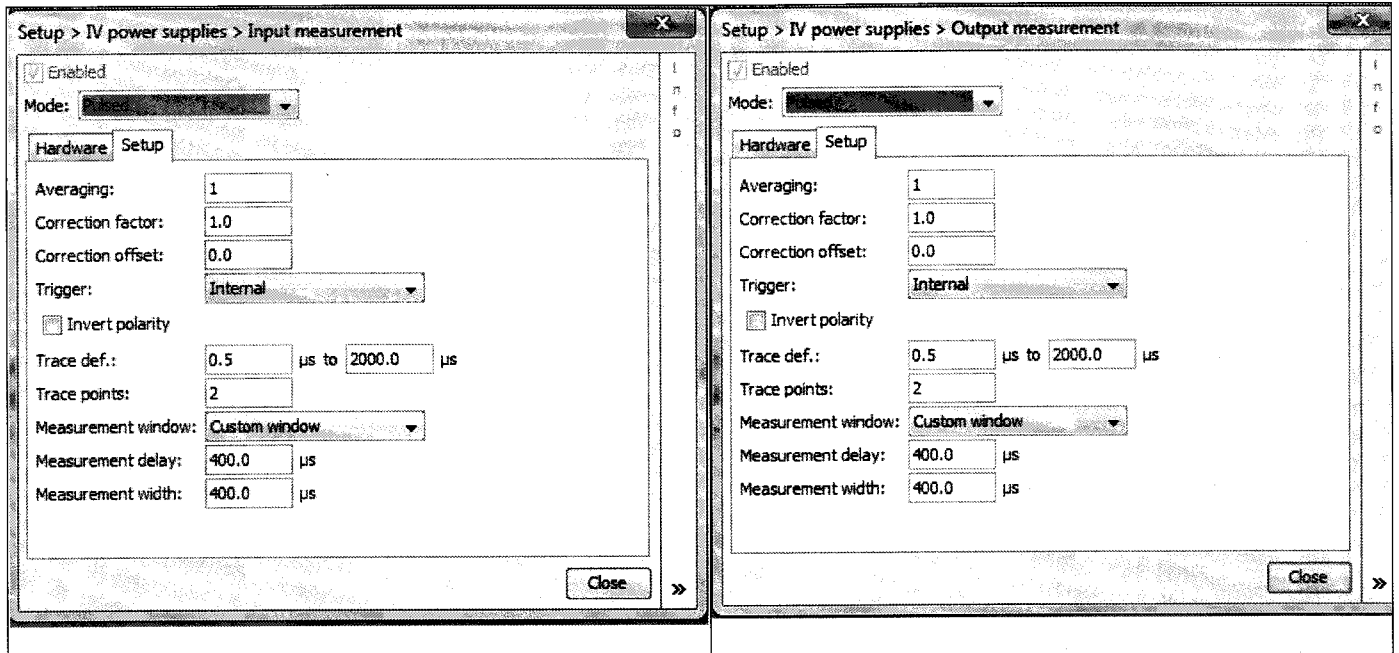 Setup > IV power supplies > Input measurement
Enabled
Mode: Pulsed
Hardware Setup
Averaging: 1
Correction factor: 1.0
Correction offset: 0.0
Trigger: Internal
Invert polarity
Trace def.: 0.5 µs to 2000.0 µs
Trace points: 2
Measurement window: Custom window
Measurement delay: 400.0 µs
Measurement width: 400.0 µs
Close
»
Info
Setup > IV power supplies > Output measurement
Enabled
Mode: Pulsed
Hardware Setup
Averaging: 1
Correction factor: 1.0
Correction offset: 0.0
Trigger: Internal
Invert polarity
Trace def.: 0.5 µs to 2000.0 µs
Trace points: 2
Measurement window: Custom window
Measurement delay: 400.0 µs
Measurement width: 400.0 µs
Close
»
Info